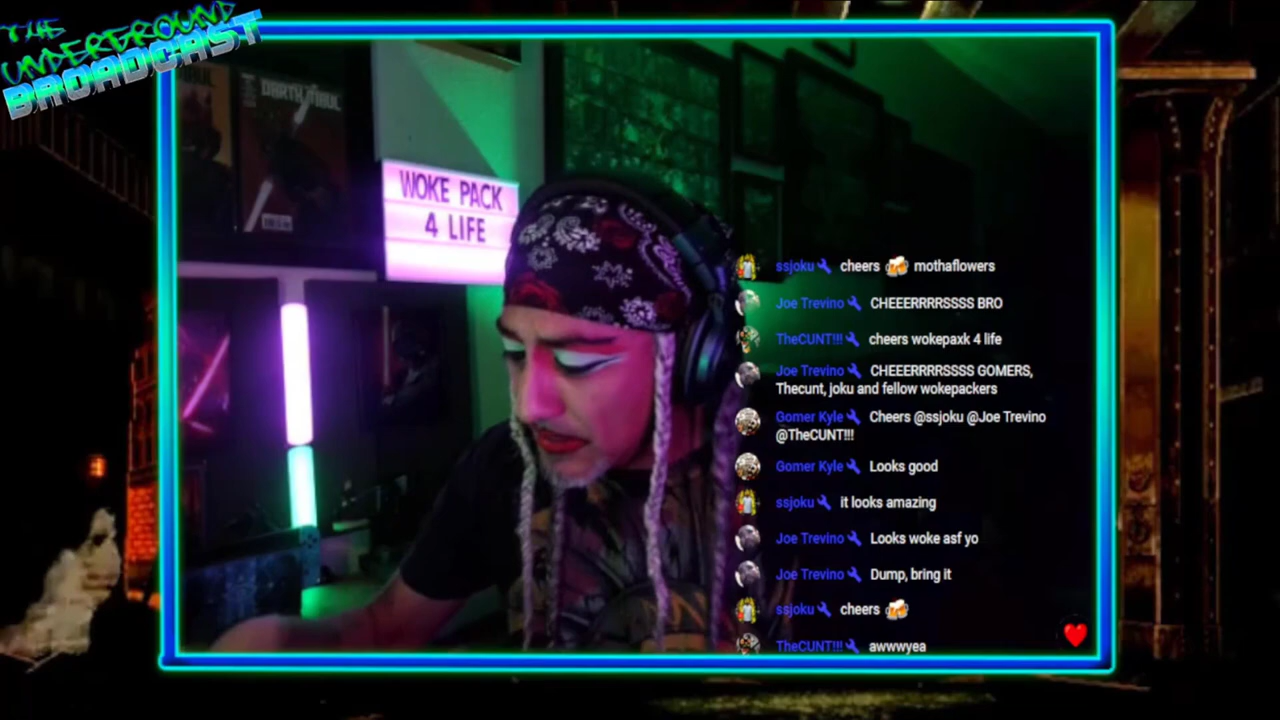 THE
UNDERGROUND
BROADCAST
DARTH MAUL
WOKE PACK
4 LIFE
ssjoku cheers 🍻 mothaflowers
Joe Trevino CHEEERRRRSSSS BRO
TheCUNT!!! cheers wokepaxk 4 life
Joe Trevino CHEEERRRRSSSS GOMERS,
Thecunt, joku and fellow wokepackers
Gomer Kyle Cheers @ssjoku @Joe Trevino
@TheCUNT!!!
Gomer Kyle Looks good
ssjoku it looks amazing
Joe Trevino Looks woke asf yo
Joe Trevino Dump, bring it
ssjoku cheers 🍻
TheCUNT!!! awwwyea